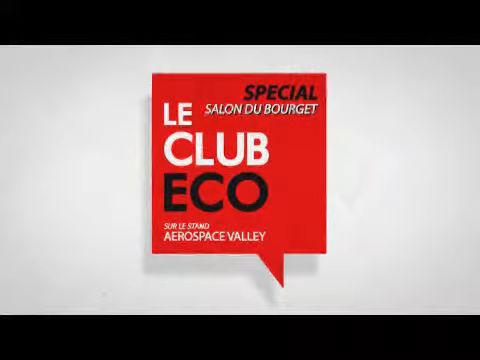 SPECIAL
SALON DU BOURGET
LE
CLUB
ECO
SUR LE STAND
AEROSPACE VALLEY